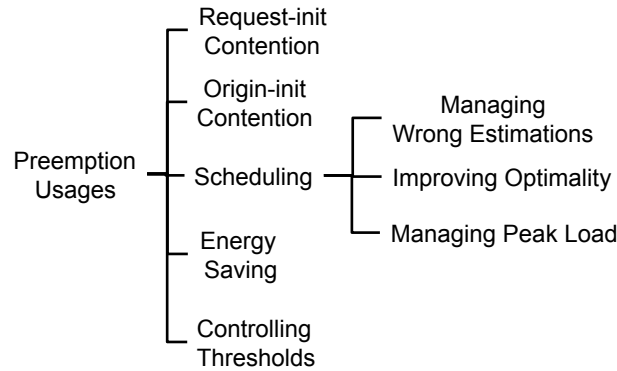 Request-init
Contention
Origin-init
Contention
Preemption
Usages
Scheduling
Energy
Saving
Controlling
Thresholds
Managing
Wrong Estimations
Improving Optimality
Managing Peak Load